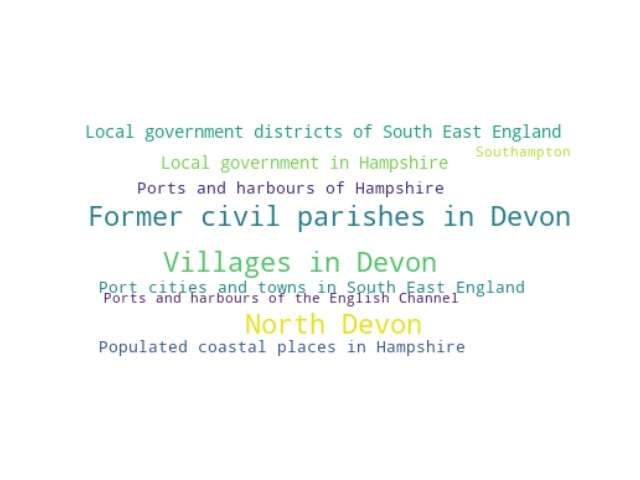 Local government districts of South East England
Southampton
Local government in Hampshire
Ports and harbours of Hampshire
Former civil parishes in Devon
Villages in Devon
Port cities and towns in South East England
Ports and harbours of the English Channel
North Devon
Populated coastal places in Hampshire